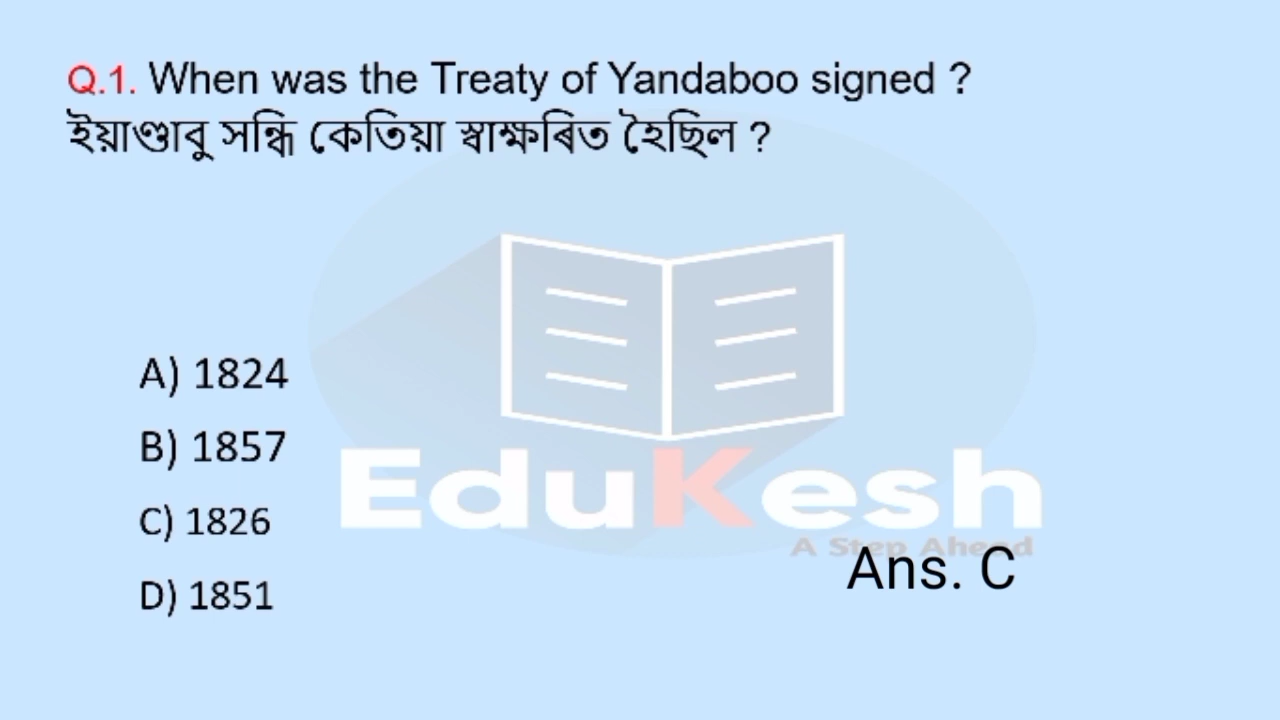 Q.1. When was the Treaty of Yandaboo signed ?
ইয়াণ্ডাবু সন্ধি কেতিয়া স্বাক্ষৰিত হৈছিল ?
A) 1824
B) 1857
C) 1826
D) 1851
EduKesh
A Step Ahead
Ans. C